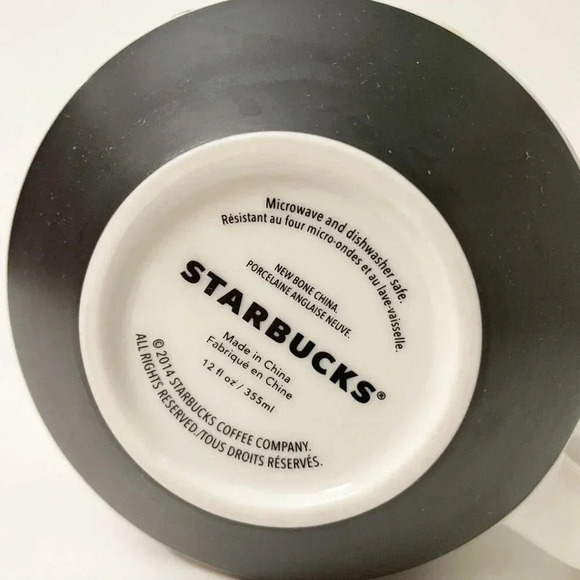 Microwave and dishwasher safe.
Résistant au four micro-ondes et au lave-vaisselle.
NEW BONE CHINA.
PORCELAINE ANGLAISE NEUVE.
STARBUCKS®
Made in China
Fabriqué en Chine
12 fl oz / 355ml
© 2014 STARBUCKS COFFEE COMPANY.
ALL RIGHTS RESERVED./TOUS DROITS RÉSERVÉS.